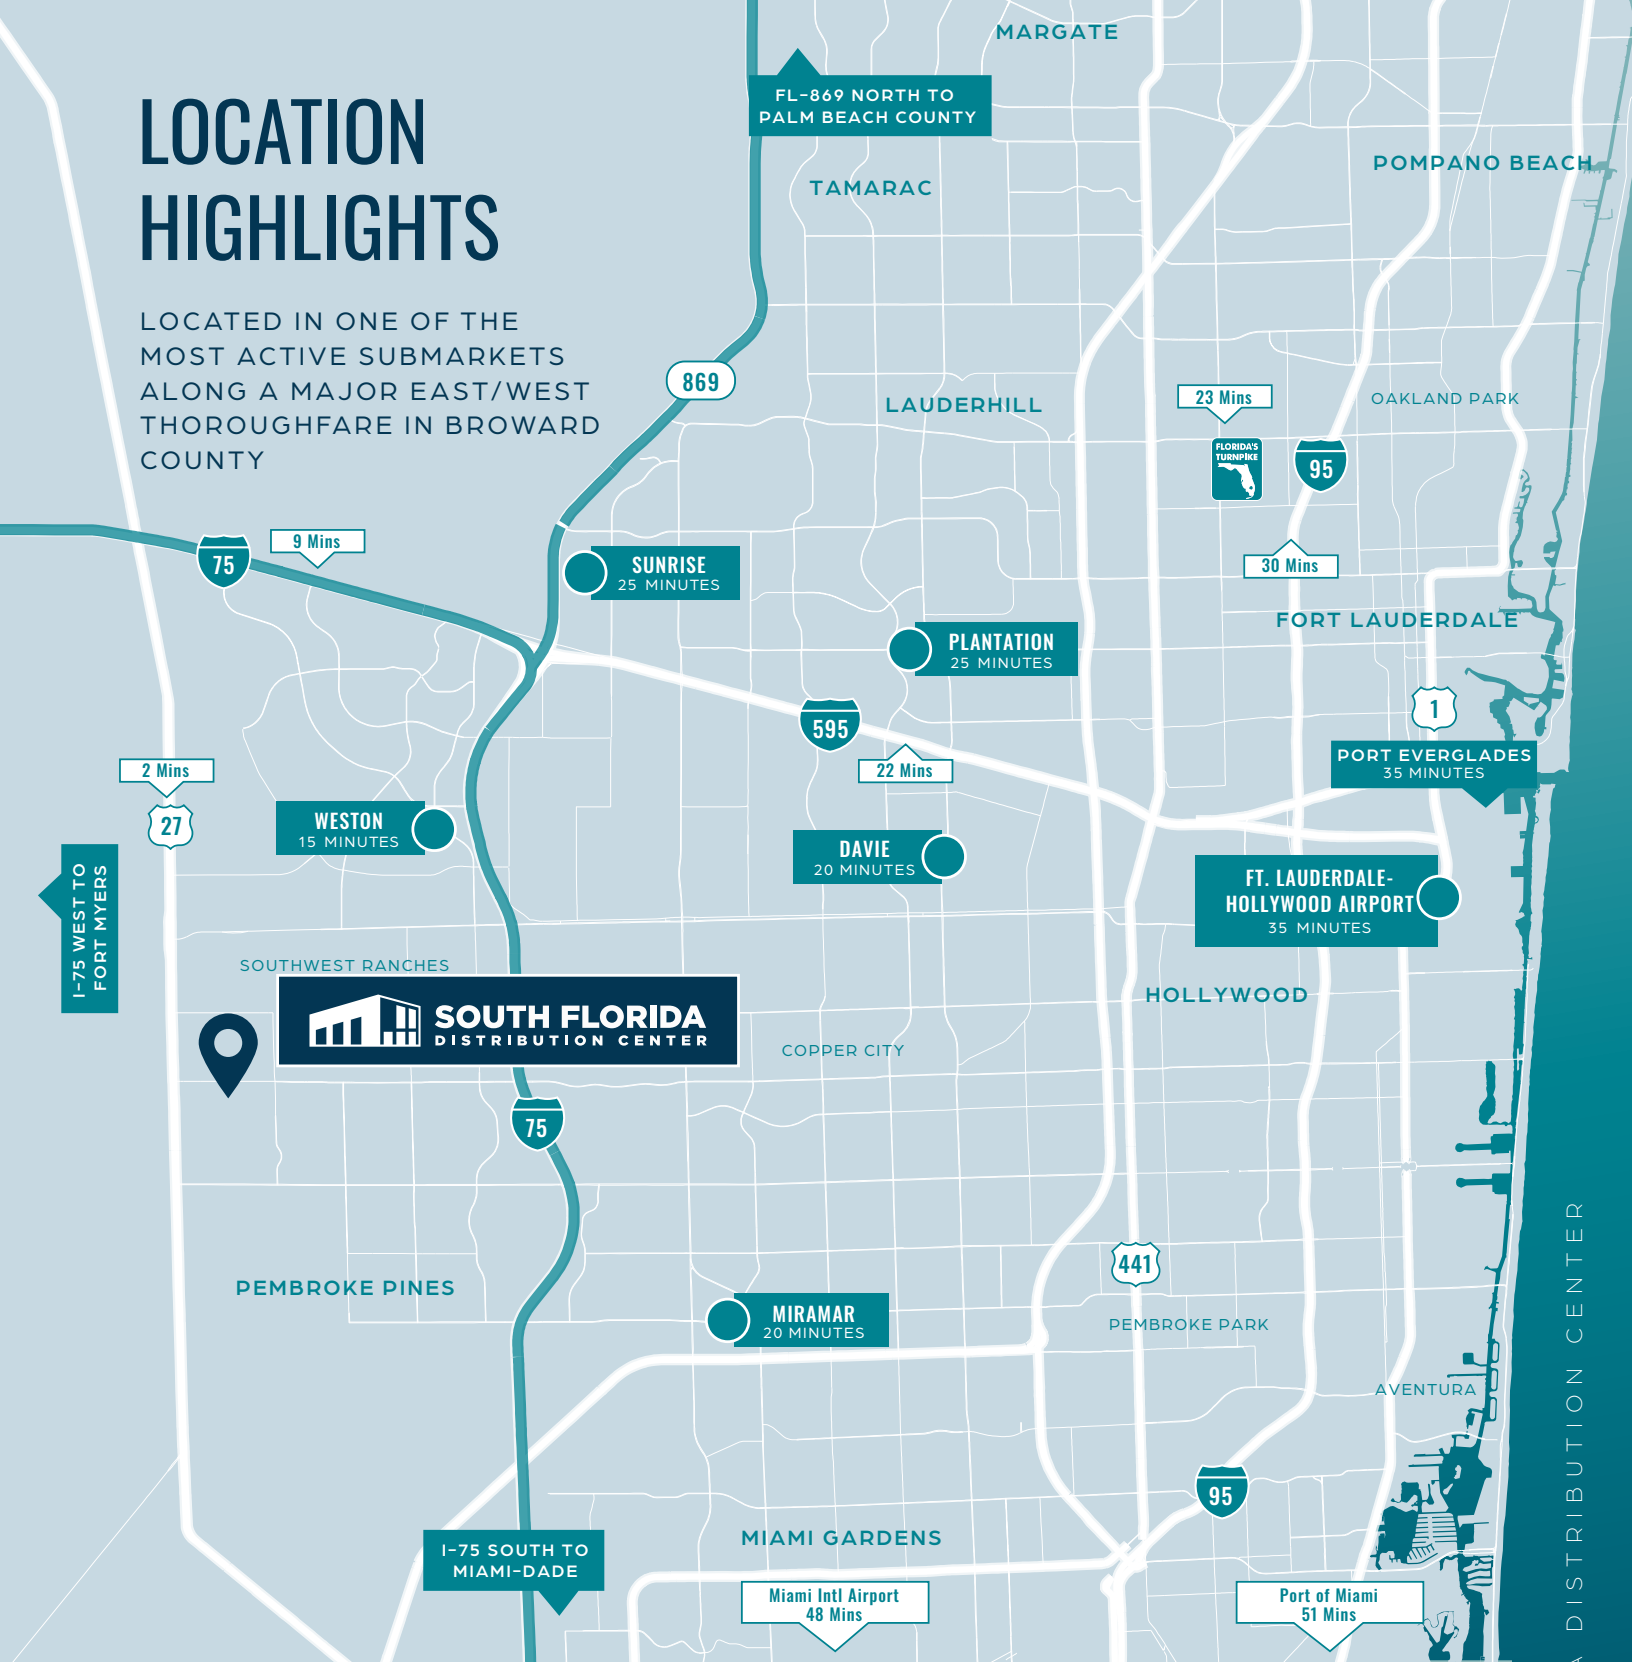 LOCATION
HIGHLIGHTS
LOCATED IN ONE OF THE
MOST ACTIVE SUBMARKETS
ALONG A MAJOR EAST/WEST
THOROUGHFARE IN BROWARD
COUNTY
MARGATE
FL-869 NORTH TO
PALM BEACH COUNTY
POMPANO BEACH
TAMARAC
869
LAUDERHILL
23 Mins
FLORIDA'S
TURNPIKE
95
OAKLAND PARK
9 Mins
75
SUNRISE
25 MINUTES
30 Mins
FORT LAUDERDALE
PLANTATION
25 MINUTES
595
22 Mins
1
PORT EVERGLADES
35 MINUTES
2 Mins
27
WESTON
15 MINUTES
DAVIE
20 MINUTES
FT. LAUDERDALE-
HOLLYWOOD AIRPORT
35 MINUTES
I-75 WEST TO
FORT MYERS
SOUTHWEST RANCHES
SOUTH FLORIDA
DISTRIBUTION CENTER
HOLLYWOOD
COPPER CITY
75
441
PEMBROKE PINES
MIRAMAR
20 MINUTES
PEMBROKE PARK
AVENTURA
95
I-75 SOUTH TO
MIAMI-DADE
MIAMI GARDENS
Miami Intl Airport
48 Mins
Port of Miami
51 Mins
DISTRIBUTION CENTER